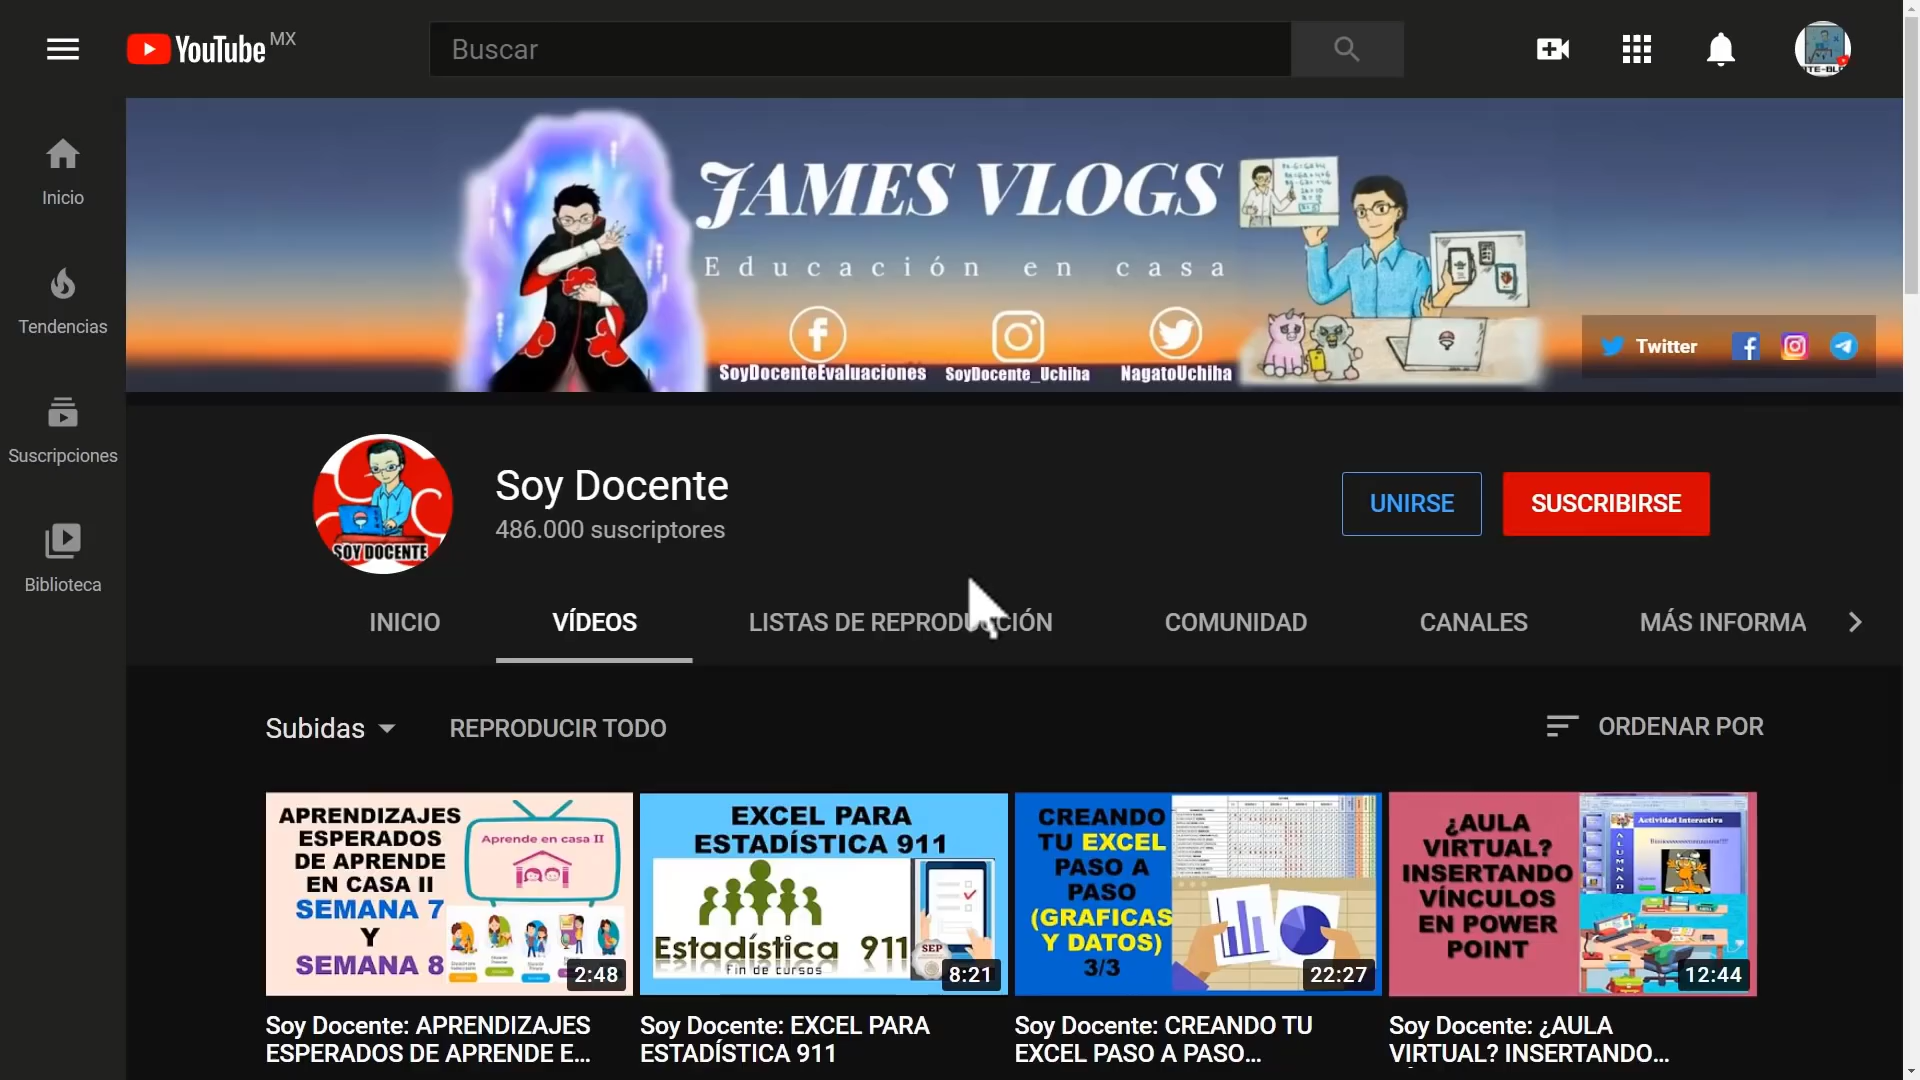 YouTube MX
Buscar
Inicio
Tendencias
Suscripciones
Biblioteca
JAMES VLOGS
Educación en casa
SoyDocenteEvaluaciones
SoyDocente_Uchiha
NagatoUchiha
Twitter
SOY DOCENTE
Soy Docente
486.000 suscriptores
UNIRSE
SUSCRIBIRSE
INICIO
VÍDEOS
LISTAS DE REPRODUCCIÓN
COMUNIDAD
CANALES
MÁS INFORMA
Subidas
REPRODUCIR TODO
ORDENAR POR
APRENDIZAJES
ESPERADOS
DE APRENDE
EN CASA II
SEMANA 7
Y
SEMANA 8
Aprende en casa II
2:48
Soy Docente: APRENDIZAJES
ESPERADOS DE APRENDE E...
EXCEL PARA
ESTADÍSTICA 911
Estadística 911
fin de cursos
SEP
8:21
Soy Docente: EXCEL PARA
ESTADÍSTICA 911
CREANDO
TU EXCEL
PASO A
PASO
(GRAFICAS
Y DATOS)
3/3
22:27
Soy Docente: CREANDO TU
EXCEL PASO A PASO...
¿AULA
VIRTUAL?
INSERTANDO
VÍNCULOS
EN POWER
POINT
Actividad Interactiva
ALUMNAD
12:44
Soy Docente: ¿AULA
VIRTUAL? INSERTANDO...